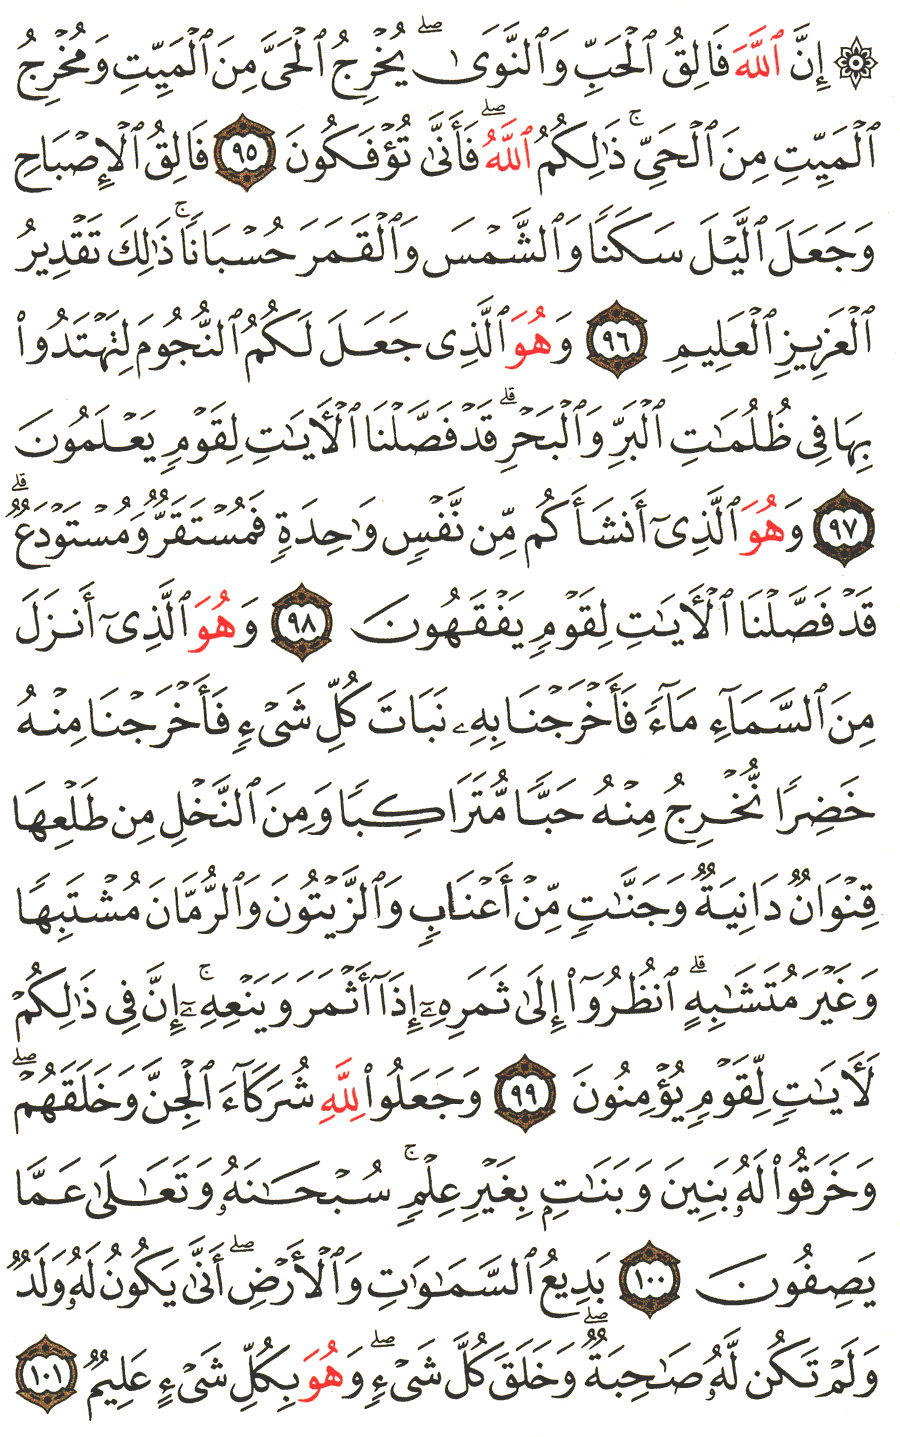 ۞ إِنَّ ٱللَّهَ فَالِقُ ٱلْحَبِّ وَٱلنَّوَىٰ ۖ يُخْرِجُ ٱلْحَىَّ مِنَ ٱلْمَيِّتِ وَمُخْرِجُ
ٱلْمَيِّتِ مِنَ ٱلْحَىِّ ۚ ذَٰلِكُمُ ٱللَّهُ ۖ فَأَنَّىٰ تُؤْفَكُونَ ٩٥ فَالِقُ ٱلْإِصْبَاحِ
وَجَعَلَ ٱلَّيْلَ سَكَنًا وَٱلشَّمْسَ وَٱلْقَمَرَ حُسْبَانًا ۚ ذَٰلِكَ تَقْدِيرُ
ٱلْعَزِيزِ ٱلْعَلِيمِ ٩٦ وَهُوَ ٱلَّذِى جَعَلَ لَكُمُ ٱلنُّجُومَ لِتَهْتَدُوا۟
بِهَا فِى ظُلُمَٰتِ ٱلْبَرِّ وَٱلْبَحْرِ ۗ قَدْ فَصَّلْنَا ٱلْءَايَٰتِ لِقَوْمٍ يَعْلَمُونَ
٩٧ وَهُوَ ٱلَّذِىٓ أَنشَأَكُم مِّن نَّفْسٍ وَٰحِدَةٍ فَمُسْتَقَرٌّ وَمُسْتَوْدَعٌ ۗ
قَدْ فَصَّلْنَا ٱلْءَايَٰتِ لِقَوْمٍ يَفْقَهُونَ ٩٨ وَهُوَ ٱلَّذِىٓ أَنزَلَ
مِنَ ٱلسَّمَآءِ مَآءً فَأَخْرَجْنَا بِهِۦ نَبَاتَ كُلِّ شَىْءٍ فَأَخْرَجْنَا مِنْهُ
خَضِرًا نُّخْرِجُ مِنْهُ حَبًّا مُّتَرَاكِبًا وَمِنَ ٱلنَّخْلِ مِن طَلْعِهَا
قِنْوَانٌ دَانِيَةٌ وَجَنَّٰتٍ مِّنْ أَعْنَابٍ وَٱلزَّيْتُونَ وَٱلرُّمَّانَ مُشْتَبِهًا
وَغَيْرَ مُتَشَٰبِهٍ ۗ ٱنظُرُوٓا۟ إِلَىٰ ثَمَرِهِۦٓ إِذَآ أَثْمَرَ وَيَنْعِهِۦٓ ۚ إِنَّ فِى ذَٰلِكُمْ
لَءَايَٰتٍ لِّقَوْمٍ يُؤْمِنُونَ ٩٩ وَجَعَلُوا۟ لِلَّهِ شُرَكَآءَ ٱلْجِنَّ وَخَلَقَهُمْ ۖ
وَخَرَقُوا۟ لَهُۥ بَنِينَ وَبَنَٰتٍۭ بِغَيْرِ عِلْمٍ ۚ سُبْحَٰنَهُۥ وَتَعَٰلَىٰ عَمَّا
يَصِفُونَ ١٠٠ بَدِيعُ ٱلسَّمَٰوَٰتِ وَٱلْأَرْضِ ۖ أَنَّىٰ يَكُونُ لَهُۥ وَلَدٌ
وَلَمْ تَكُن لَّهُۥ صَٰحِبَةٌ ۖ وَخَلَقَ كُلَّ شَىْءٍ ۖ وَهُوَ بِكُلِّ شَىْءٍ عَلِيمٌ ١٠١